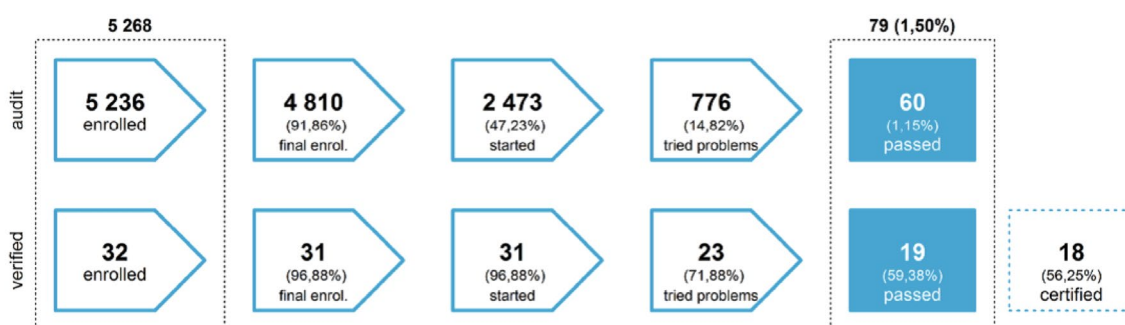 5 268
79 (1,50%)
audit
5 236
enrolled
4 810
(91,86%)
final enrol.
2 473
(47,23%)
started
776
(14,82%)
tried problems
60
(1,15%)
passed
verified
32
enrolled
31
(96,88%)
final enrol.
31
(96,88%)
started
23
(71,88%)
tried problems
19
(59,38%)
passed
18
(56,25%)
certified